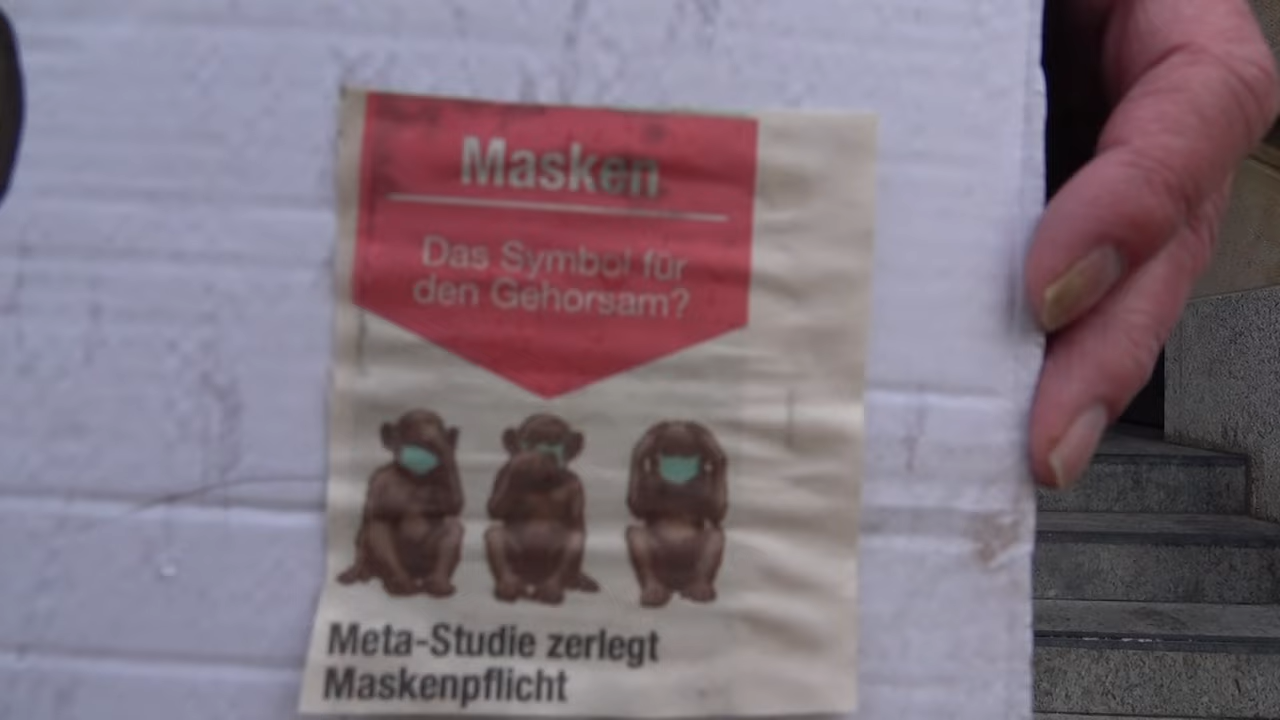 Masken
Das Symbol für
den Gehorsam?
Meta-Studie zerlegt
Maskenpflicht